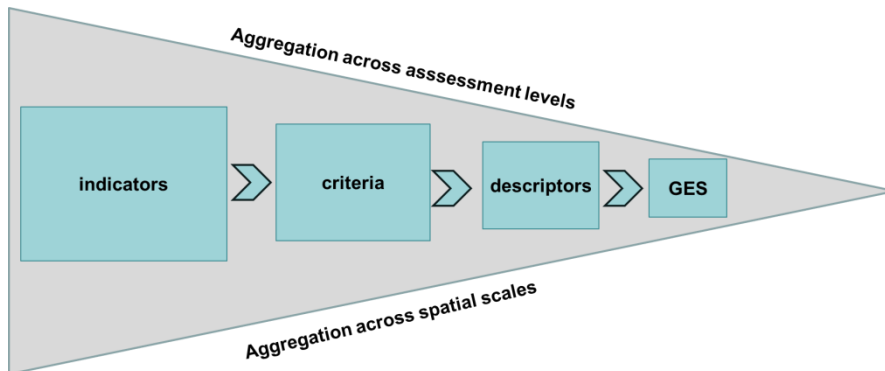 Aggregation across asssessment levels
indicators
criteria
descriptors
GES
Aggregation across spatial scales